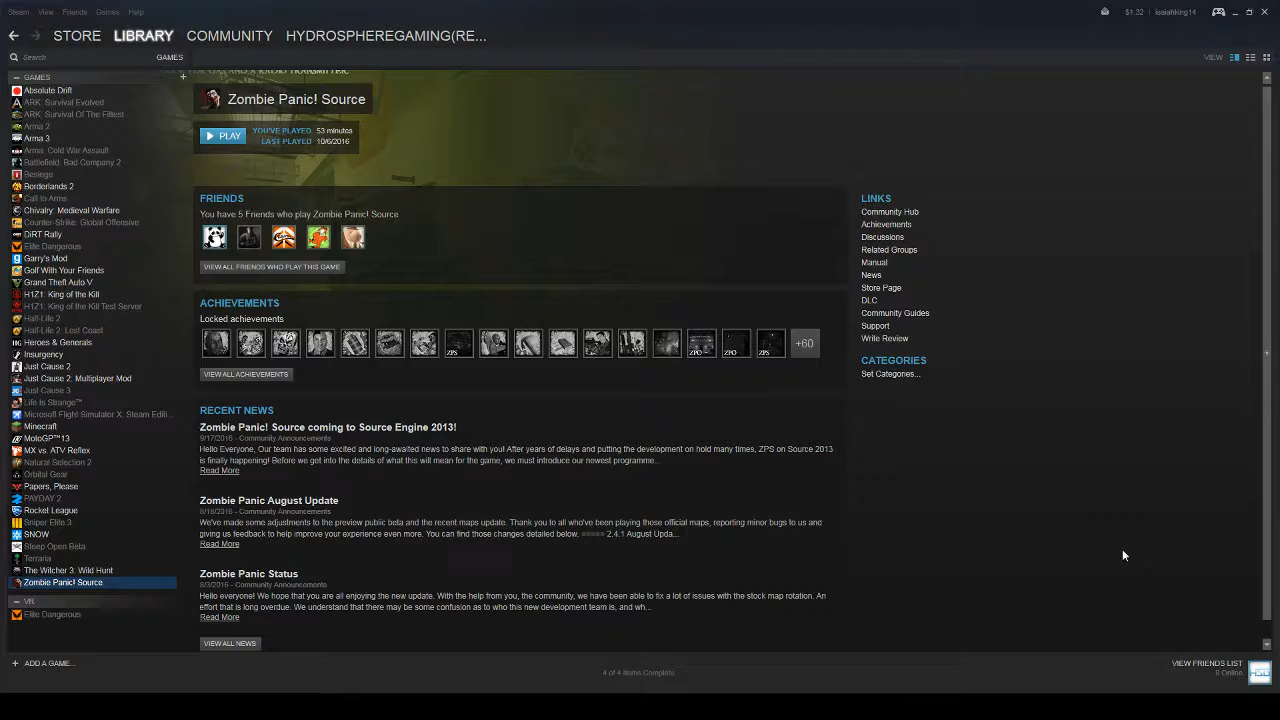 Steam View Friends Games Help
$1.32 isaiahking14
STORE LIBRARY COMMUNITY HYDROSPHEREGAMING(RE...
Search GAMES
VIEW
GAMES
Absolute Drift
ARK: Survival Evolved
ARK: Survival Of The Fittest
Arma 2
Arma 3
Arma: Cold War Assault
Battlefield: Bad Company 2
Besiege
Borderlands 2
Call to Arms
Chivalry: Medieval Warfare
Counter-Strike: Global Offensive
DiRT Rally
Elite Dangerous
Garry's Mod
Golf With Your Friends
Grand Theft Auto V
H1Z1: King of the Kill
H1Z1: King of the Kill Test Server
Half-Life 2
Half-Life 2: Lost Coast
Heroes & Generals
Insurgency
Just Cause 2
Just Cause 2: Multiplayer Mod
Just Cause 3
Life Is Strange™
Microsoft Flight Simulator X: Steam Editi...
Minecraft
MotoGP™13
MX vs. ATV Reflex
Natural Selection 2
Orbital Gear
Papers, Please
PAYDAY 2
Rocket League
Sniper Elite 3
SNOW
Steep Open Beta
Terraria
The Witcher 3: Wild Hunt
Zombie Panic! Source
VR
Elite Dangerous
ADD A GAME...
Zombie Panic! Source
PLAY
YOU'VE PLAYED 53 minutes
LAST PLAYED 10/6/2016
FRIENDS
You have 5 Friends who play Zombie Panic! Source
VIEW ALL FRIENDS WHO PLAY THIS GAME
ACHIEVEMENTS
Locked achievements
ZPS ZPO ZPO ZPS +60
VIEW ALL ACHIEVEMENTS
RECENT NEWS
Zombie Panic! Source coming to Source Engine 2013!
9/17/2016 - Community Announcements
Hello Everyone, Our team has some excited and long-awaited news to share with you! After years of delays and putting the development on hold many times, ZPS on Source 2013
is finally happening! Before we get into the details of what this will mean for the game, we must introduce our newest programme...
Read More
Zombie Panic August Update
8/18/2016 - Community Announcements
We've made some adjustments to the preview public beta and the recent maps update. Thank you to all who've been playing those official maps, reporting minor bugs to us and
giving us feedback to help improve your experience even more. You can find those changes detailed below. ===== 2.4.1 August Upda...
Read More
Zombie Panic Status
8/3/2016 - Community Announcements
Hello everyone! We hope that you are all enjoying the new update. With the help from you, the community, we have been able to fix a lot of issues with the stock map rotation. An
effort that is long overdue. We understand that there may be some confusion as to who this new development team is, and wh...
Read More
VIEW ALL NEWS
LINKS
Community Hub
Achievements
Discussions
Related Groups
Manual
News
Store Page
DLC
Community Guides
Support
Write Review
CATEGORIES
Set Categories...
4 of 4 Items Complete
VIEW FRIENDS LIST
8 Online